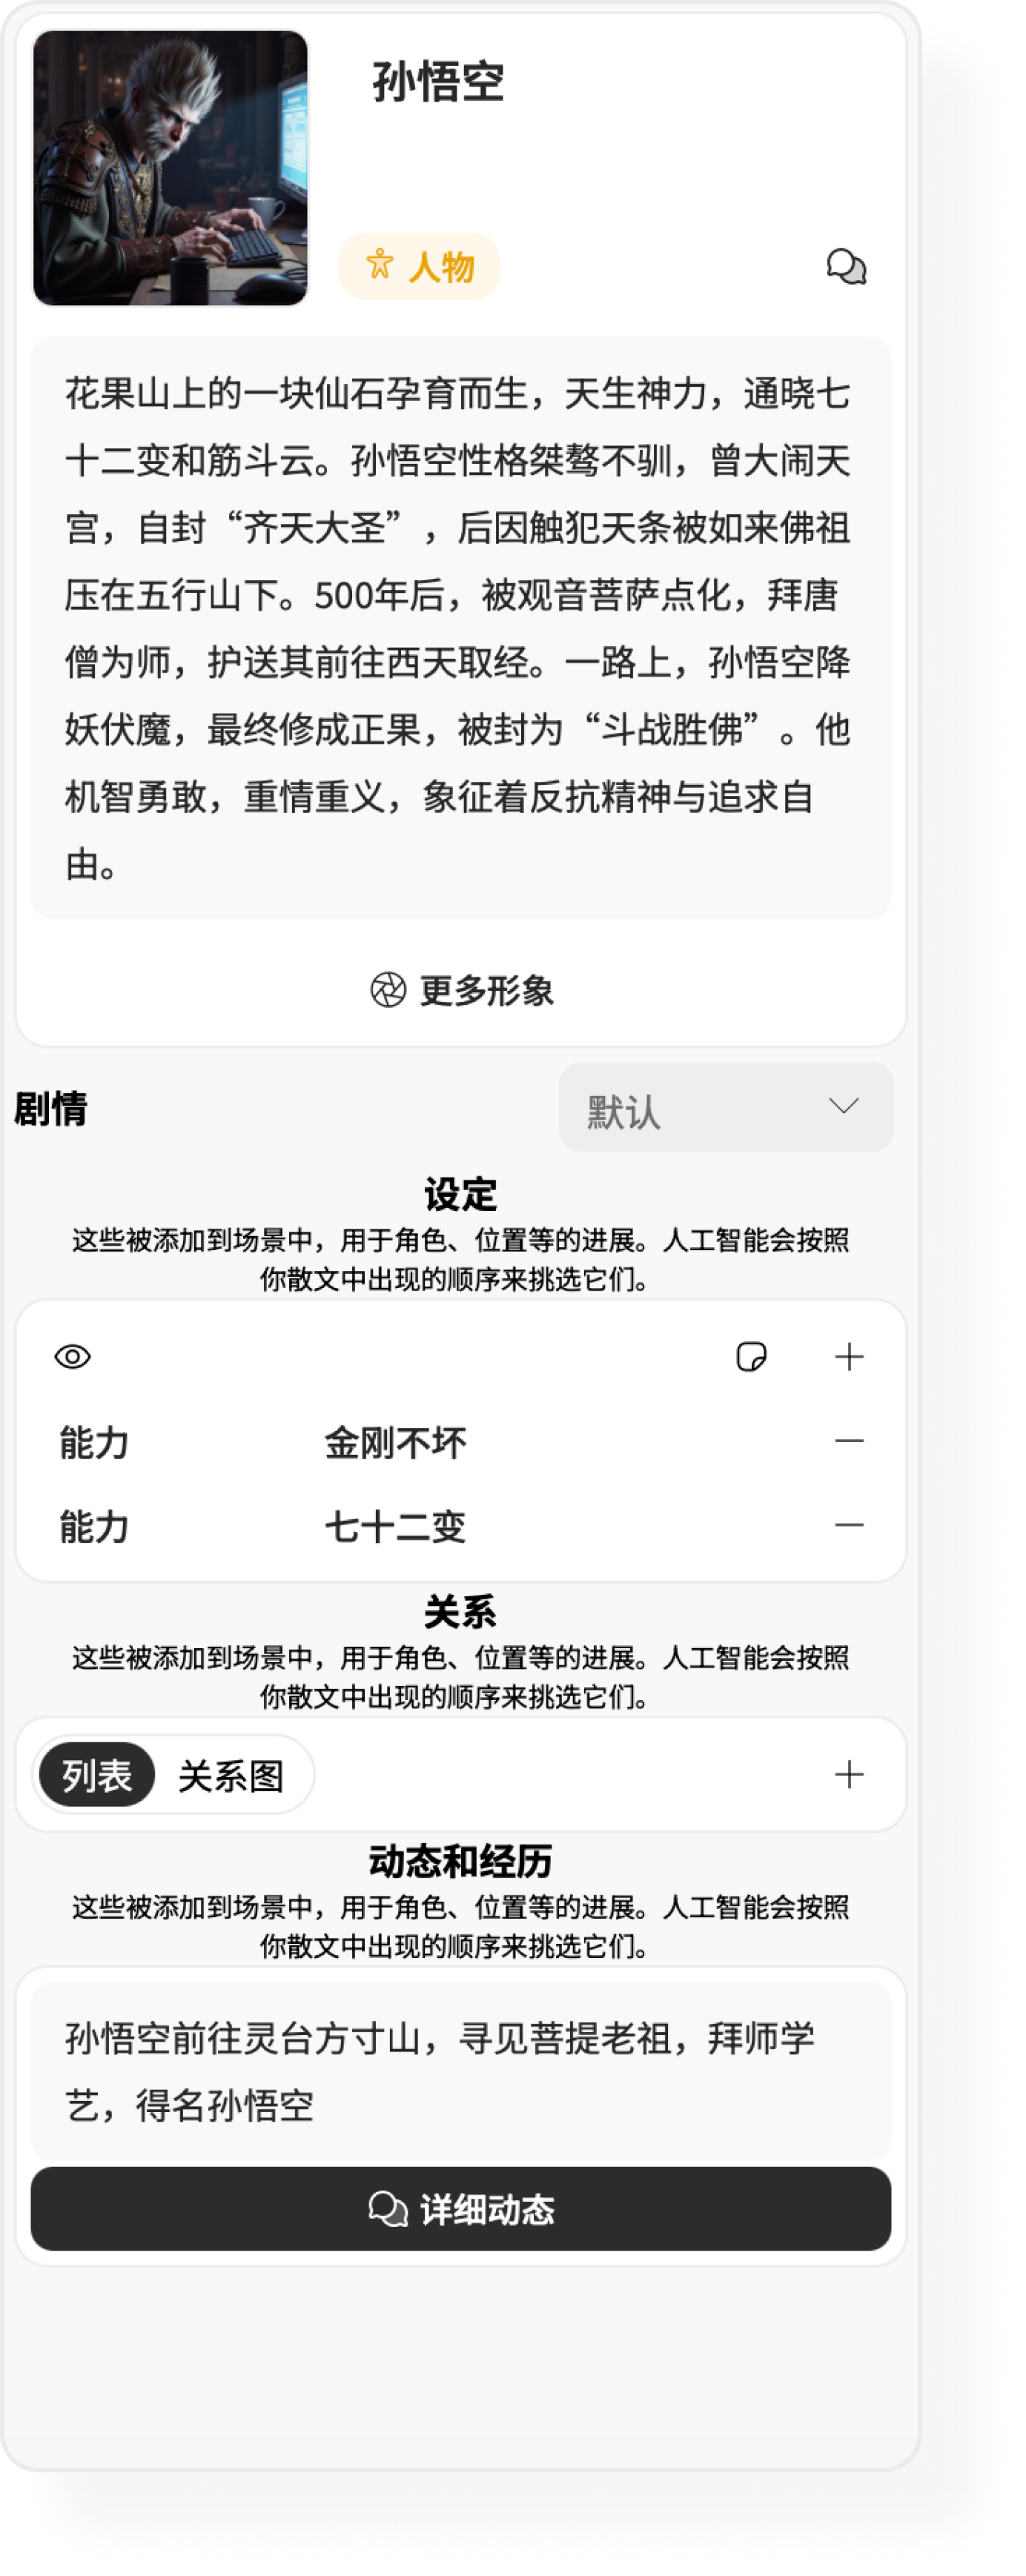 孙悟空
人物
花果山上的一块仙石孕育而生，天生神力，通晓七
十二变和筋斗云。孙悟空性格桀骜不驯，曾大闹天
宫，自封“齐天大圣”，后因触犯天条被如来佛祖
压在五行山下。500年后，被观音菩萨点化，拜唐
僧为师，护送其前往西天取经。一路上，孙悟空降
妖伏魔，最终修成正果，被封为“斗战胜佛”。他
机智勇敢，重情重义，象征着反抗精神与追求自
由。
更多形象
剧情
默认
设定
这些被添加到场景中，用于角色、位置等的进展。人工智能会按照
你散文中出现的顺序来挑选它们。
能力 金刚不坏
能力 七十二变
关系
这些被添加到场景中，用于角色、位置等的进展。人工智能会按照
你散文中出现的顺序来挑选它们。
列表 关系图
动态和经历
这些被添加到场景中，用于角色、位置等的进展。人工智能会按照
你散文中出现的顺序来挑选它们。
孙悟空前往灵台方寸山，寻见菩提老祖，拜师学
艺，得名孙悟空
详细动态